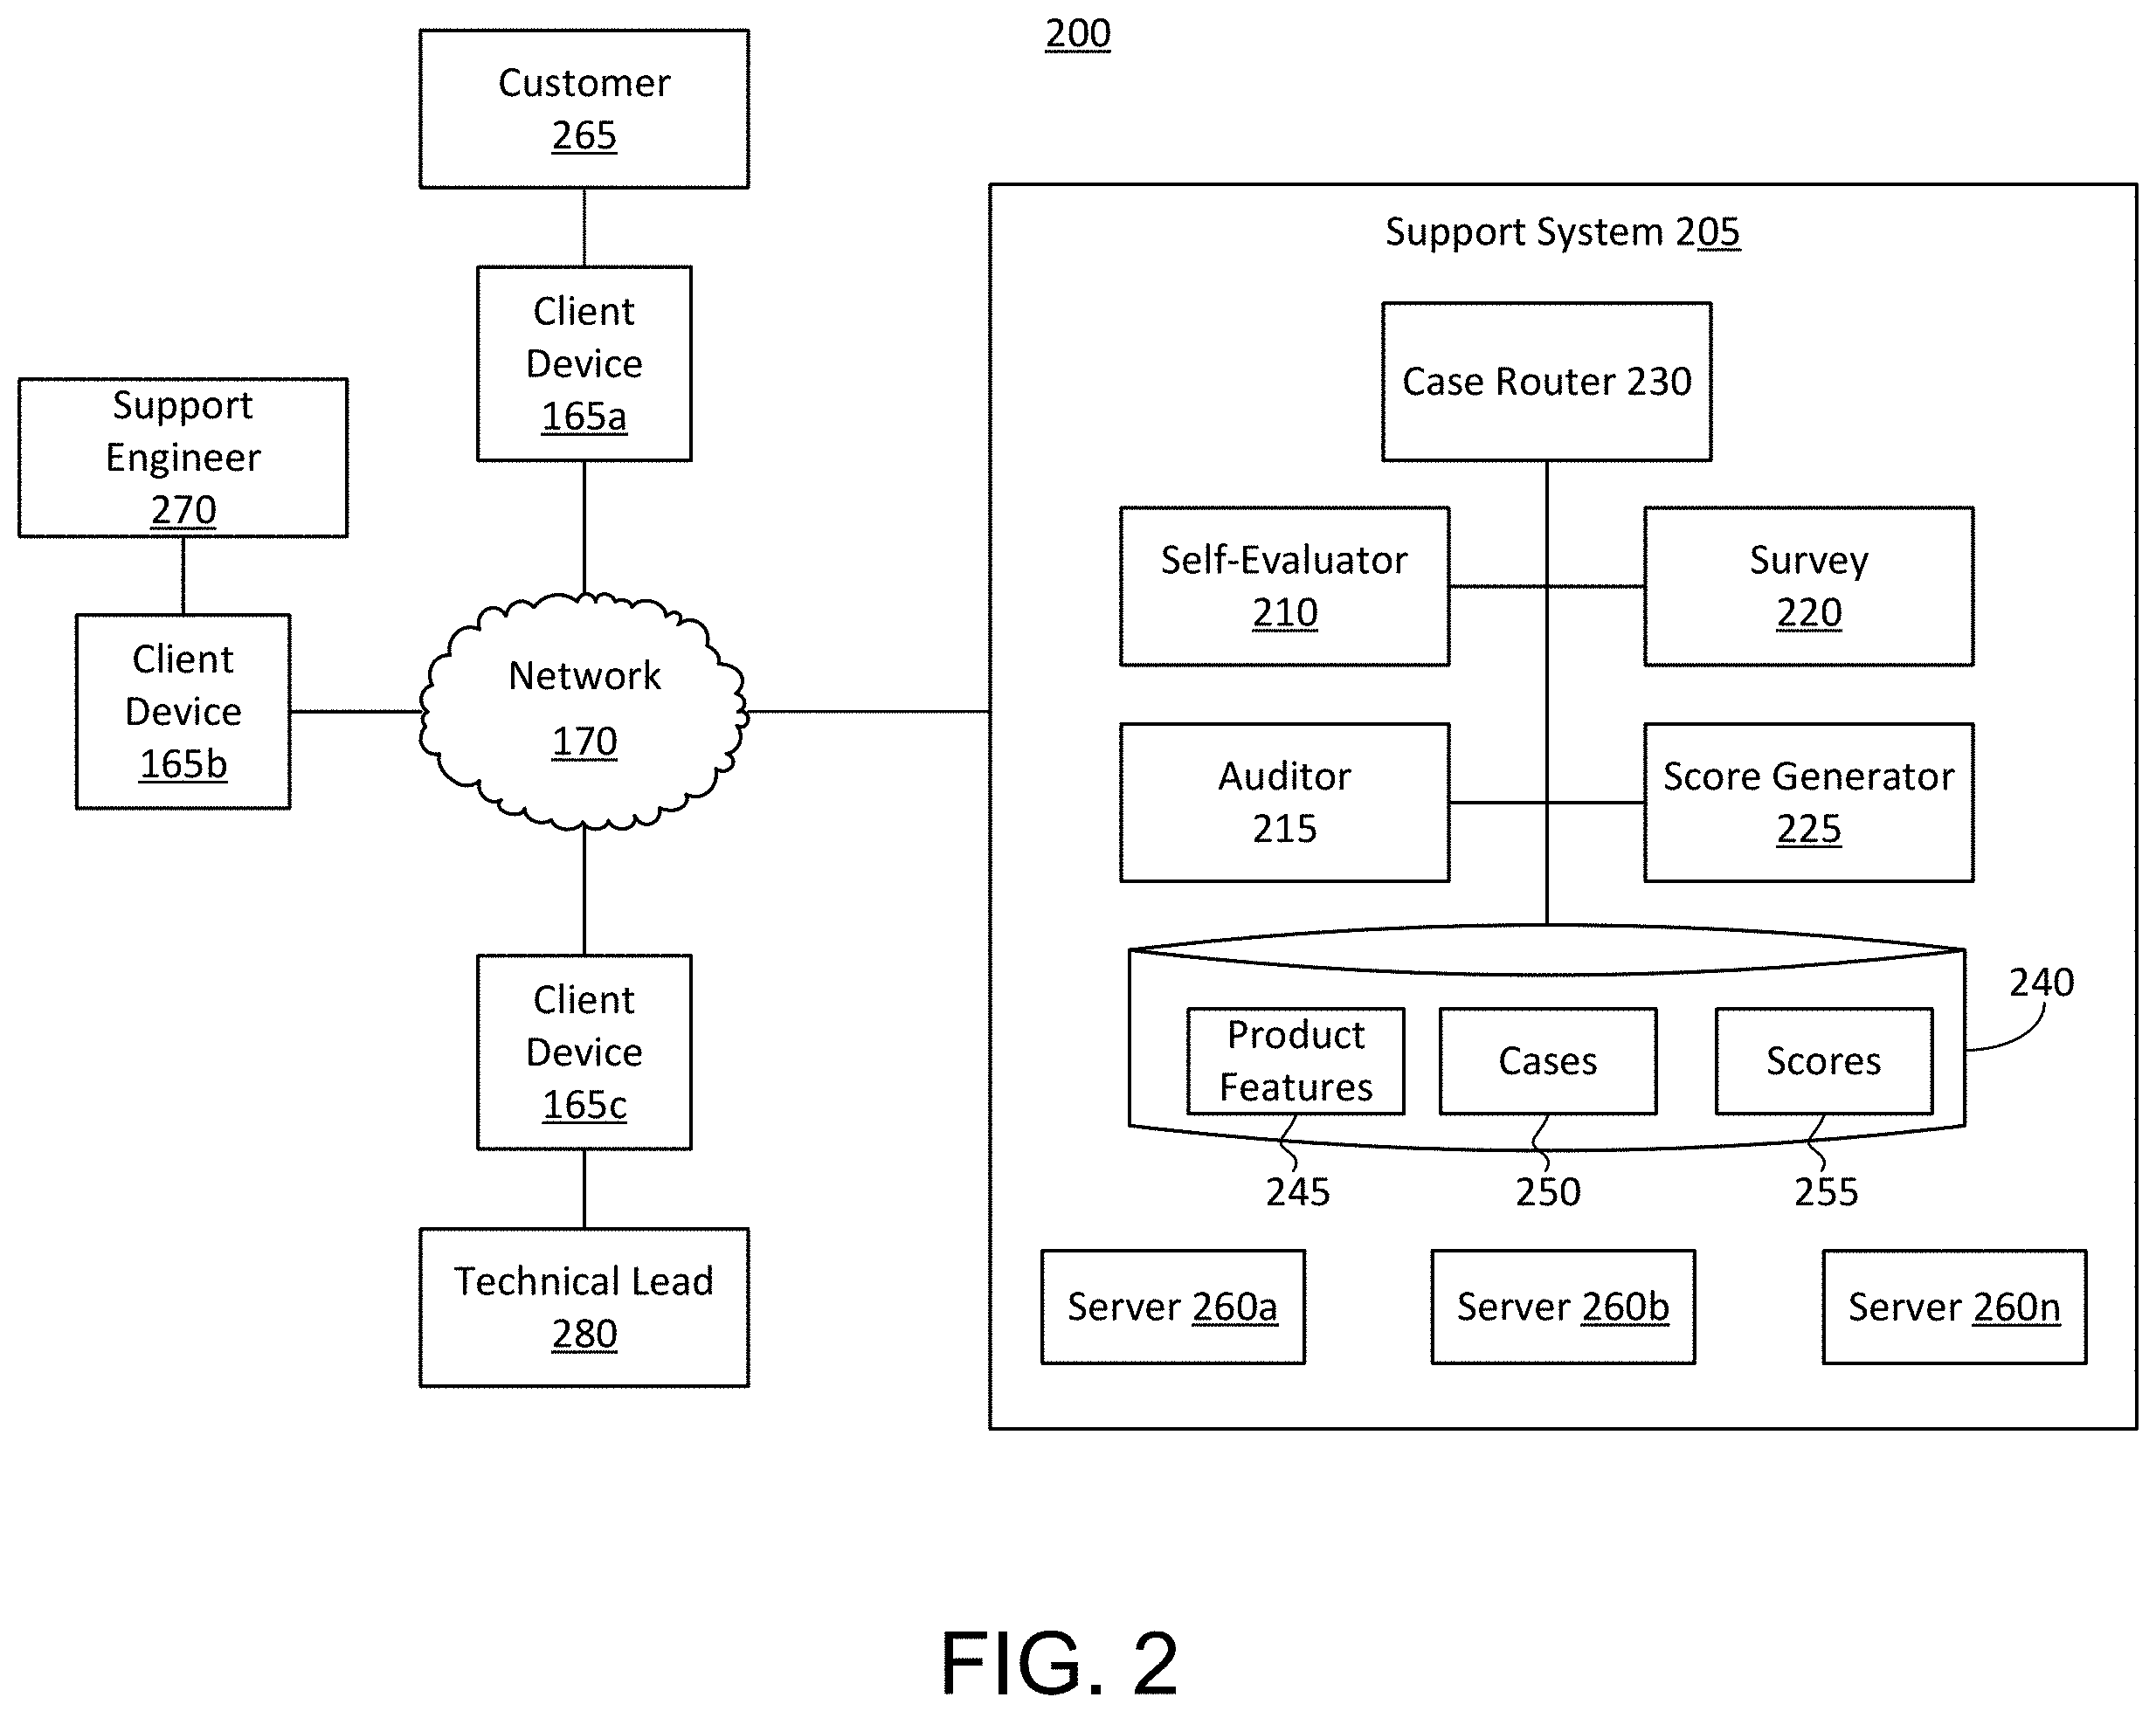 200
Customer
265
Client
Device
165a
Support
Engineer
270
Client
Device
165b
Network
170
Client
Device
165c
Technical Lead
280
Support System 205
Case Router 230
Self-Evaluator
210
Survey
220
Auditor
215
Score Generator
225
240
Product
Features
Cases
Scores
245
250
255
Server 260a
Server 260b
Server 260n
FIG. 2